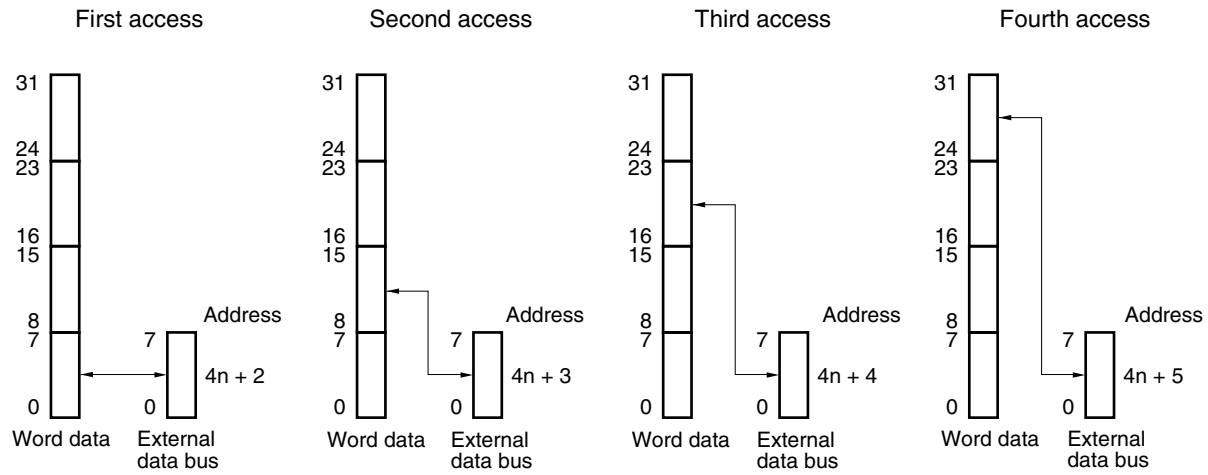 First access
31
24
23
16
15
8
7
0
Address
7
4n + 2
0
Word data
External
data bus
Second access
31
24
23
16
15
8
7
0
Address
7
4n + 3
0
Word data
External
data bus
Third access
31
24
23
16
15
8
7
0
Address
7
4n + 4
0
Word data
External
data bus
Fourth access
31
24
23
16
15
8
7
0
Address
7
4n + 5
0
Word data
External
data bus